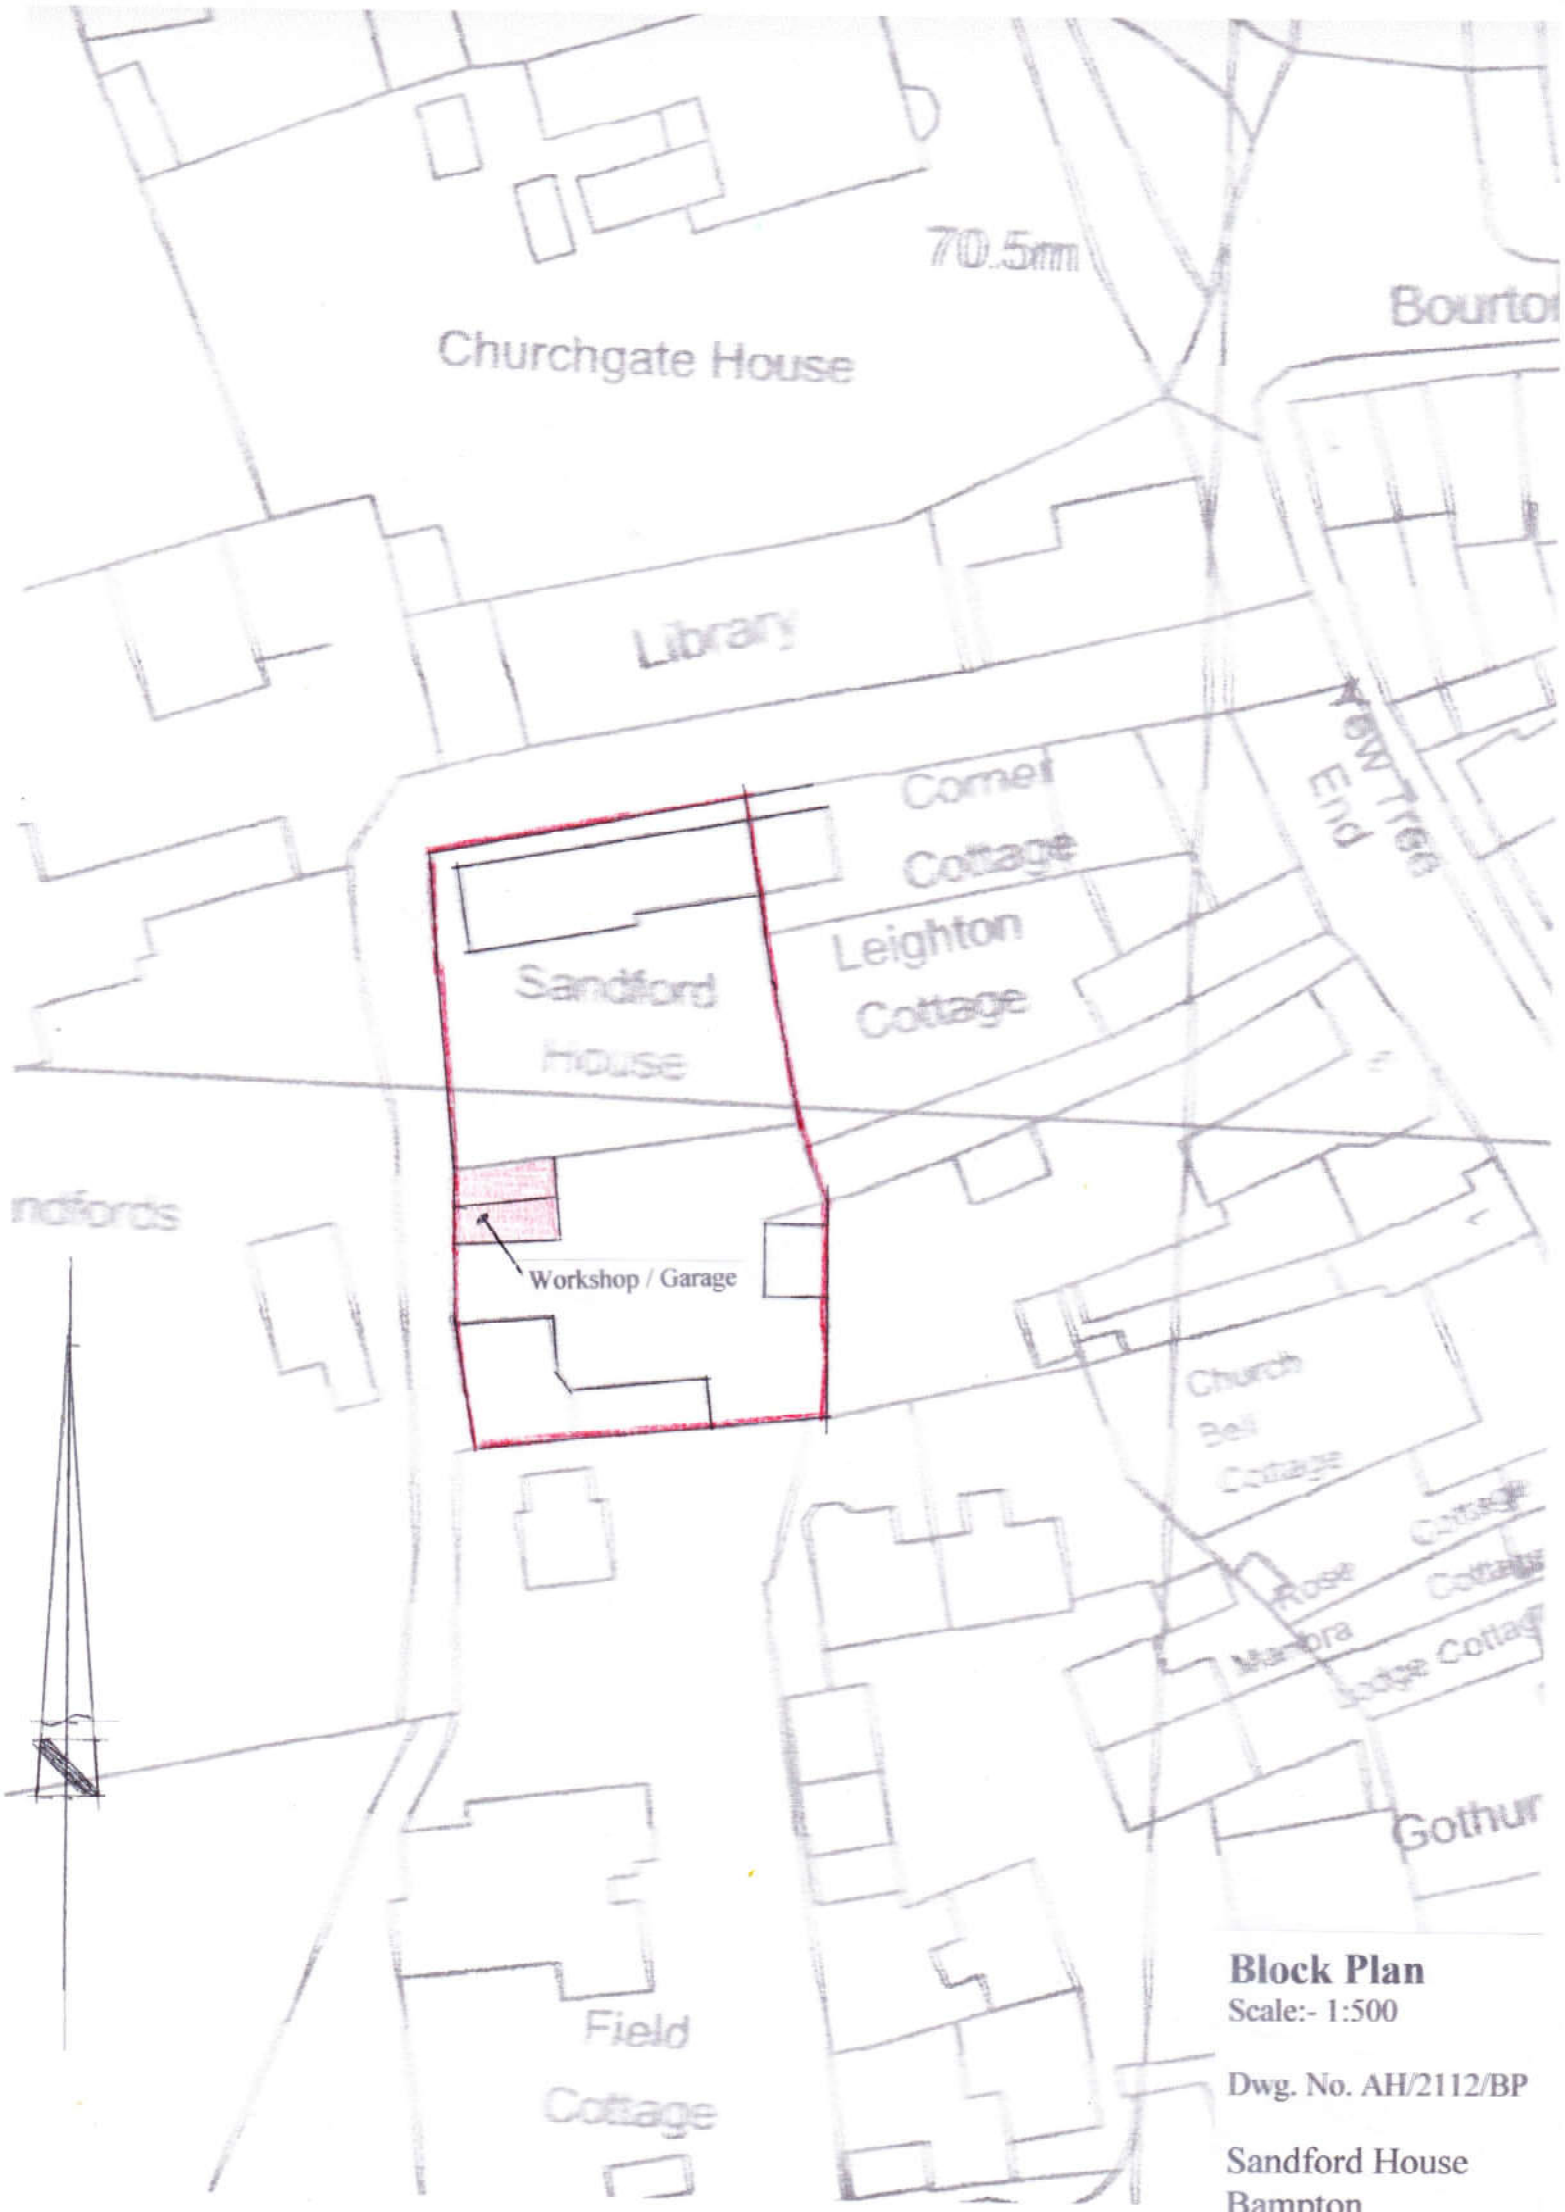 70.5m
Bourto
Churchgate House
Library
Yew Tree
End
Corner
Cottage
Leighton
Cottage
Sandford
House
ndfords
Workshop / Garage
Church
Bell
Cottage
Cottage
Rose
Cottage
odge Cottag
Gothur
Field
Cottage
Block Plan
Scale:- 1:500
Dwg. No. AH/2112/BP
Sandford House
Bampton